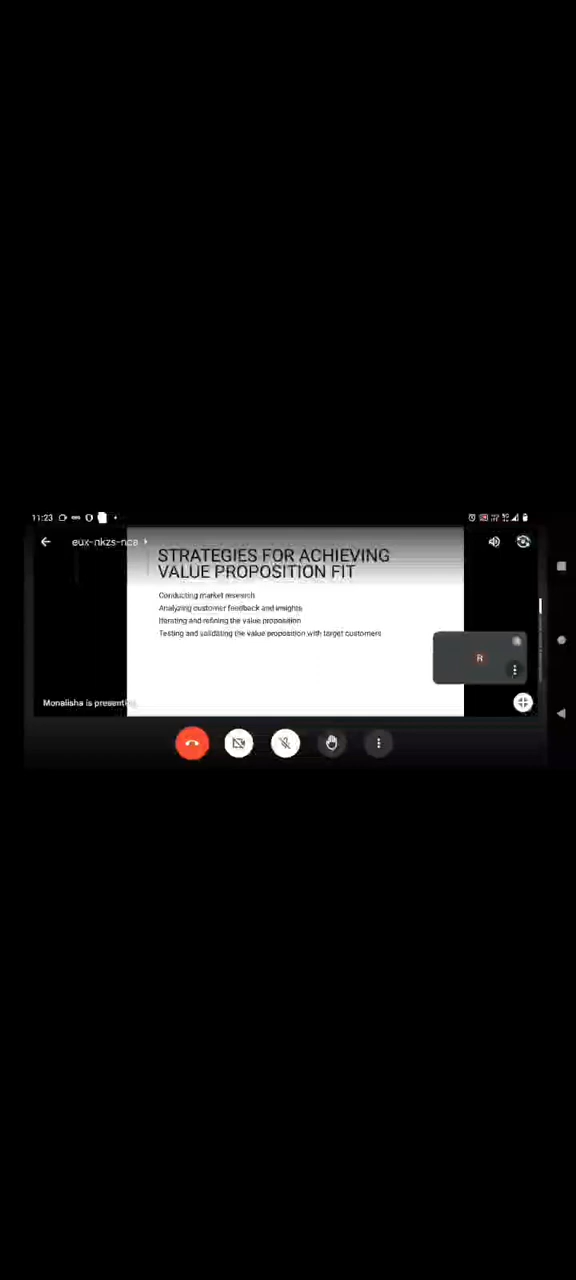 11:23
eux-nkzs-nca
STRATEGIES FOR ACHIEVING
VALUE PROPOSITION FIT
Conducting market research
Analyzing customer feedback and insights
Iterating and refining the value proposition
Testing and validating the value proposition with target customers
R
Monalisha is presenting